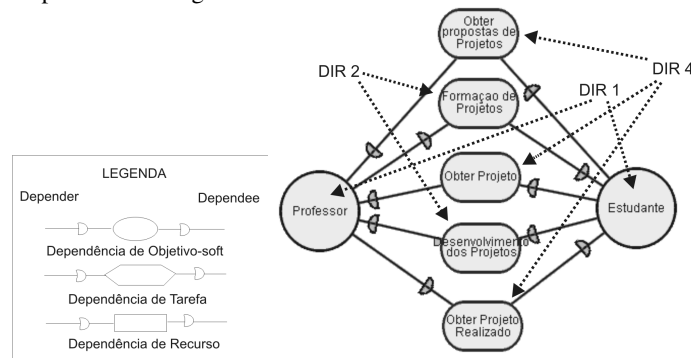 LEGENDA
Depender
Dependee
Dependência de Objetivo-soft
Dependência de Tarefa
Dependência de Recurso
Obter
propostas de
Projetos
DIR 2
DIR 4
DIR 1
Formaçao de
Projetos
Obter Projeto
Professor
Estudante
Desenvolvimento
dos Projetos
Obter Projeto
Realizado